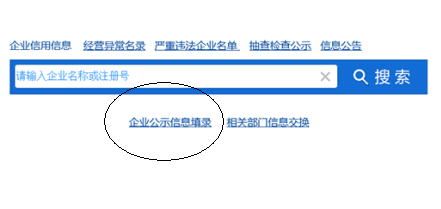 企业信用信息 经营异常名录 严重违法企业名单 抽查检查公示 信息公告
请输入企业名称或注册号 × 搜索
企业公示信息填录 相关部门信息交换